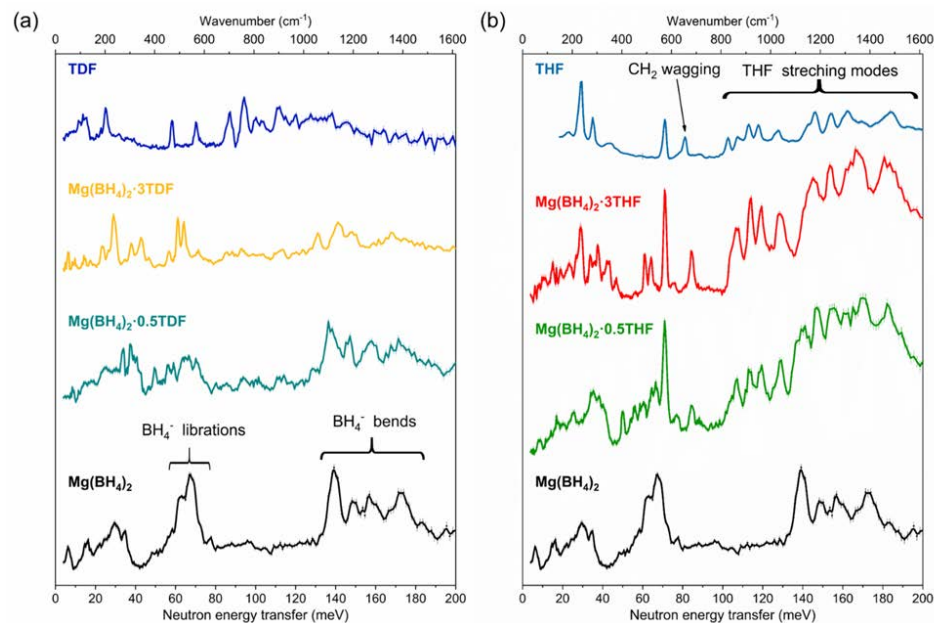 (a)
Wavenumber (cm⁻¹)
0 200 400 600 800 1000 1200 1400 1600
TDF
Mg(BH₄)₂·3TDF
Mg(BH₄)₂·0.5TDF
BH₄⁻ librations
BH₄⁻ bends
Mg(BH₄)₂
0 20 40 60 80 100 120 140 160 180 200
Neutron energy transfer (meV)
(b)
Wavenumber (cm⁻¹)
0 200 400 600 800 1000 1200 1400 1600
THF
CH₂ wagging
THF streching modes
Mg(BH₄)₂·3THF
Mg(BH₄)₂·0.5THF
Mg(BH₄)₂
0 20 40 60 80 100 120 140 160 180 200
Neutron energy transfer (meV)